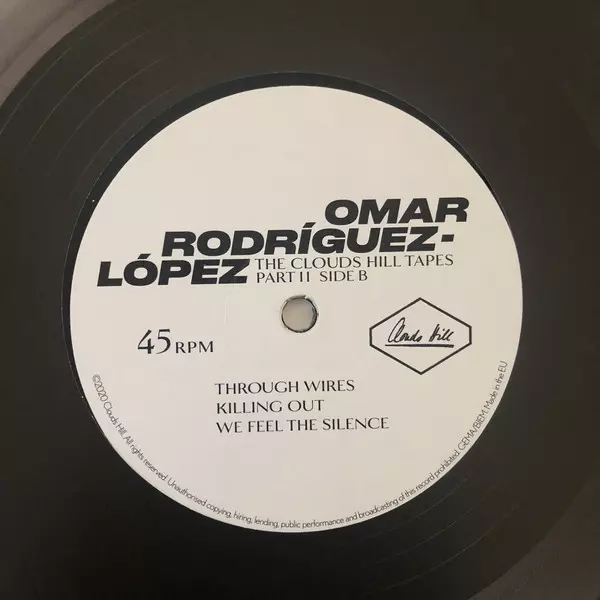 OMAR
RODRÍGUEZ-
LÓPEZ THE CLOUDS HILL TAPES
PART II SIDE B
45 RPM
Clouds Hill
THROUGH WIRES
KILLING OUT
WE FEEL THE SILENCE
©2020 Clouds Hill. All rights reserved. Unauthorised copying, hiring, lending, public performance and broadcasting of this record prohibited. GEMA/BIEM. Made in the EU